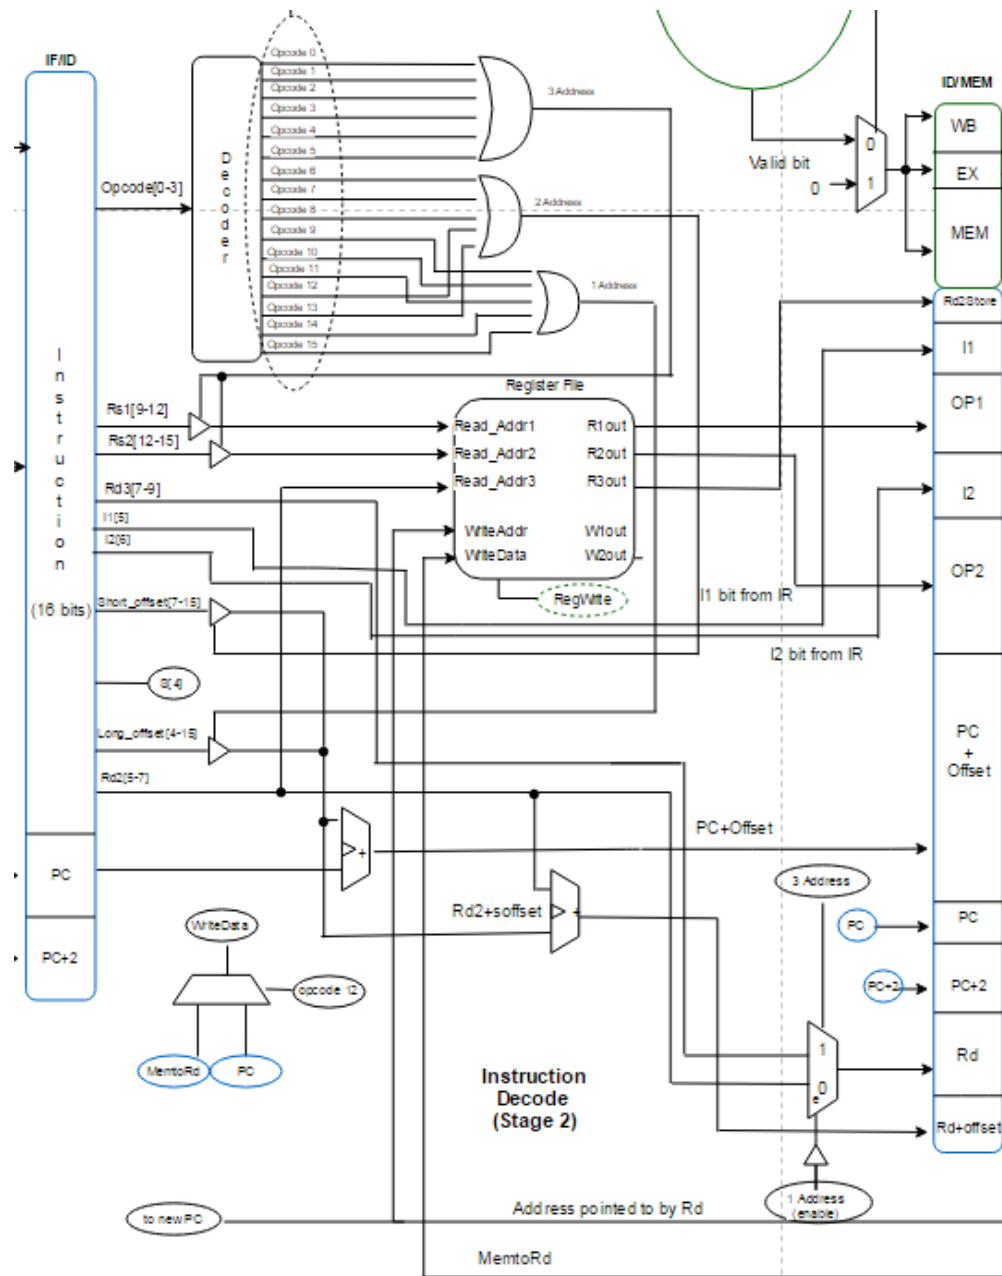 IF/ID
Opcode 0
Opcode 1
Opcode 2
Opcode 3
Opcode 4
Opcode 5
Opcode 6
Opcode 7
Opcode 8
Opcode 9
Opcode 10
Opcode 11
Opcode 12
Opcode 13
Opcode 14
Opcode 15
Decoder
Opcode[0-3]
3 Address
2 Address
1 Address
Valid bit
0
0
1
ID/MEM
WB
EX
MEM
Rd2Store
I1
OP1
I2
OP2
PC
+
Offset
PC
PC+2
Rd
Rd+offset
Instruction
(16 bits)
PC
PC+2
Rs1[9-12]
Rs2[12-15]
Rd3[7-9]
I1[5]
I2[6]
Short_offset[7-15]
S[4]
Long_offset[4-15]
Rd2[5-7]
Register File
Read_Addr1
Read_Addr2
Read_Addr3
WriteAddr
WriteData
R1out
R2out
R3out
W1out
W2out
RegWrite
I1 bit from IR
I2 bit from IR
+
PC+Offset
Rd2+soffset
+
3 Address
PC
PC+2
1
0
e
1 Address
(enable)
WriteData
opcode 12
MemtoRd
PC
Instruction
Decode
(Stage 2)
to new PC
Address pointed to by Rd
MemtoRd